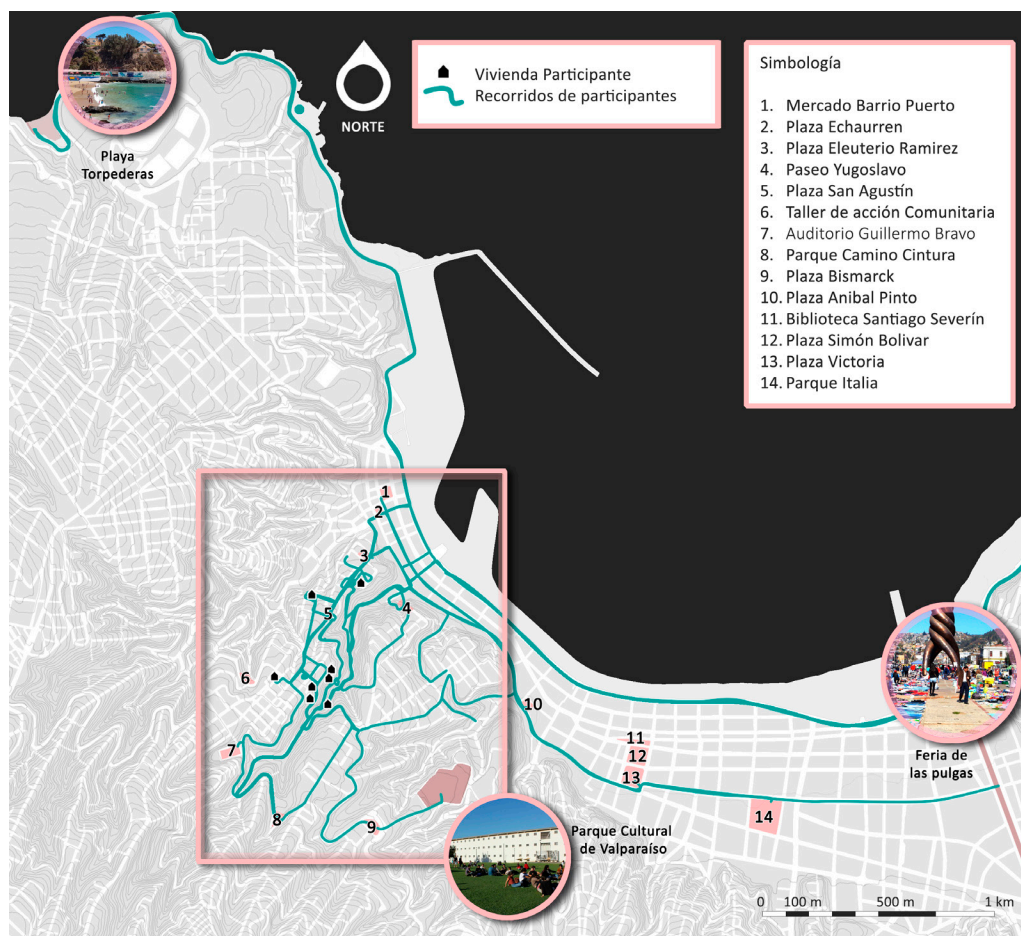 Playa
Torpederas
NORTE
Vivienda Participante
Recorridos de participantes
Simbología
1. Mercado Barrio Puerto
2. Plaza Echaurren
3. Plaza Eleuterio Ramirez
4. Paseo Yugoslavo
5. Plaza San Agustín
6. Taller de acción Comunitaria
7. Auditorio Guillermo Bravo
8. Parque Camino Cintura
9. Plaza Bismarck
10. Plaza Anibal Pinto
11. Biblioteca Santiago Severín
12. Plaza Simón Bolivar
13. Plaza Victoria
14. Parque Italia
1
2
3
4
5
6
7
8
9
10
11
12
13
14
Feria de
las pulgas
Parque Cultural
de Valparaíso
0 100 m 500 m 1 km